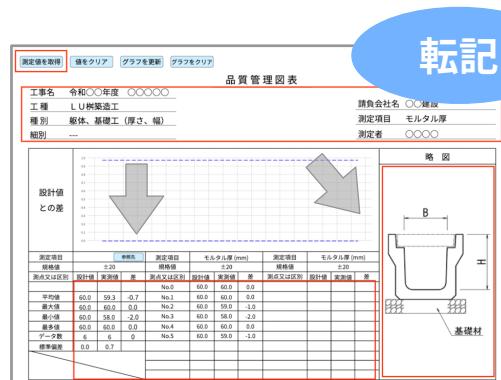 転記
測定値を取得 値をクリア グラフを更新 グラフをクリア
品質管理図表
工事名 令和〇〇年度 〇〇〇〇〇
工種 LU桝築造工 請負会社名 〇〇建設
種別 躯体、基礎工（厚さ、幅） 測定項目 モルタル厚
細別 --- 測定者 〇〇〇〇
略 図
設計値
との差
測定項目 参照先 測定項目 モルタル厚(mm) 測定項目 モルタル厚(mm)
規格値 ±20 規格値 ±20 規格値 ±20
測点又は区別 設計値 実測値 差 測点又は区別 設計値 実測値 差 測点又は区別 設計値 実測値 差
No.0 60.0 60.0 0.0
平均値 60.0 59.3 -0.7 No.1 60.0 60.0 0.0
最大値 60.0 60.0 0.0 No.2 60.0 59.0 -1.0
最小値 60.0 58.0 -2.0 No.3 60.0 58.0 -2.0
最多値 60.0 60.0 0.0 No.4 60.0 60.0 0.0
データ数 6 6 0 No.5 60.0 59.0 -1.0
標準偏差 0.0 0.7
B
H
基礎材